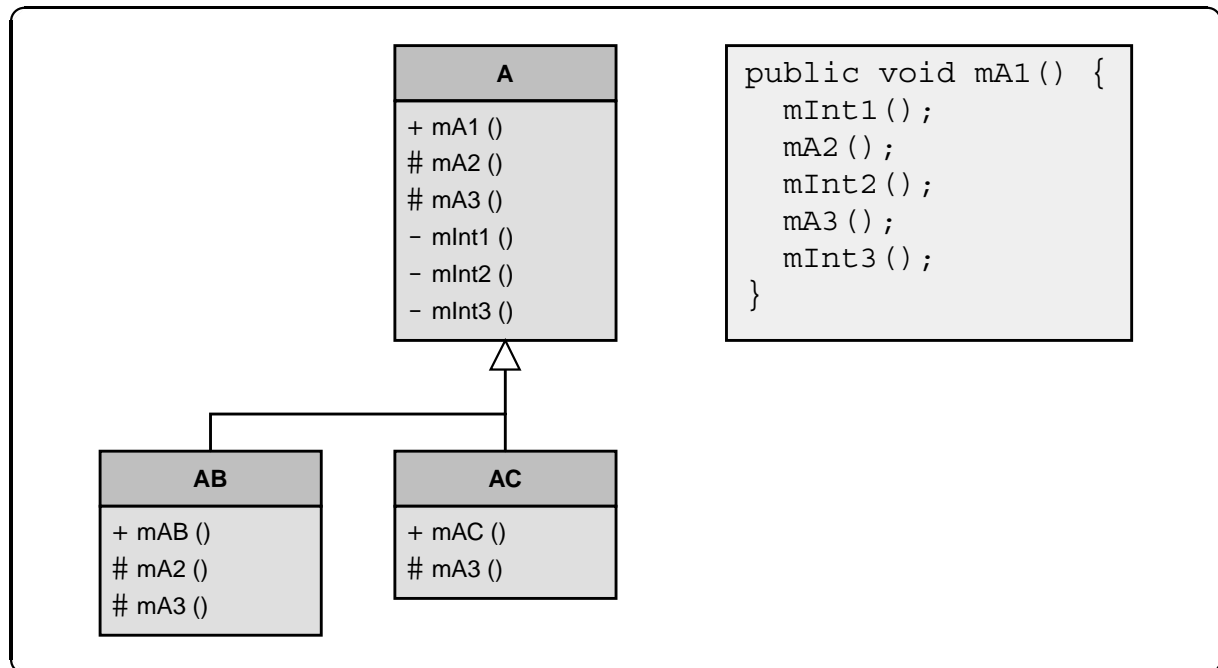 A
+ mA1 ()
# mA2 ()
# mA3 ()
- mInt1 ()
- mInt2 ()
- mInt3 ()
public void mA1() {
  mInt1();
  mA2();
  mInt2();
  mA3();
  mInt3();
}
AB
+ mAB ()
# mA2 ()
# mA3 ()
AC
+ mAC ()
# mA3 ()